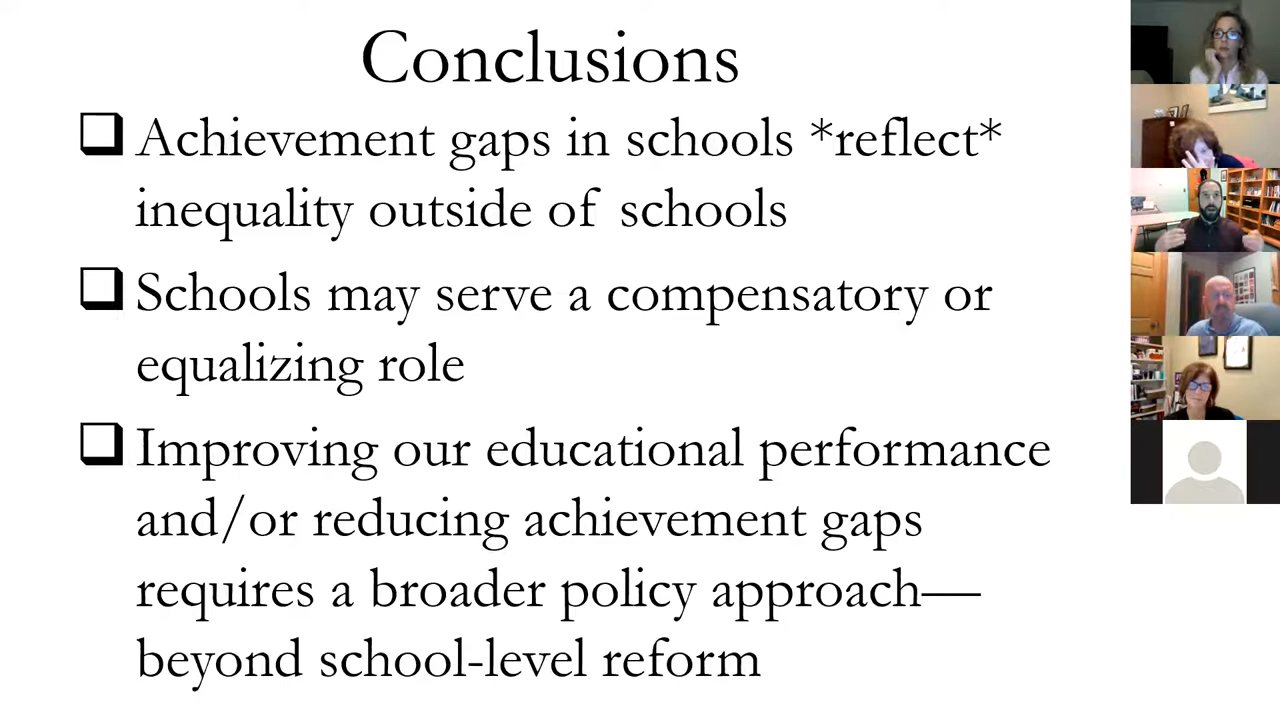 Conclusions
❑ Achievement gaps in schools *reflect*
inequality outside of schools
❑ Schools may serve a compensatory or
equalizing role
❑ Improving our educational performance
and/or reducing achievement gaps
requires a broader policy approach—
beyond school-level reform